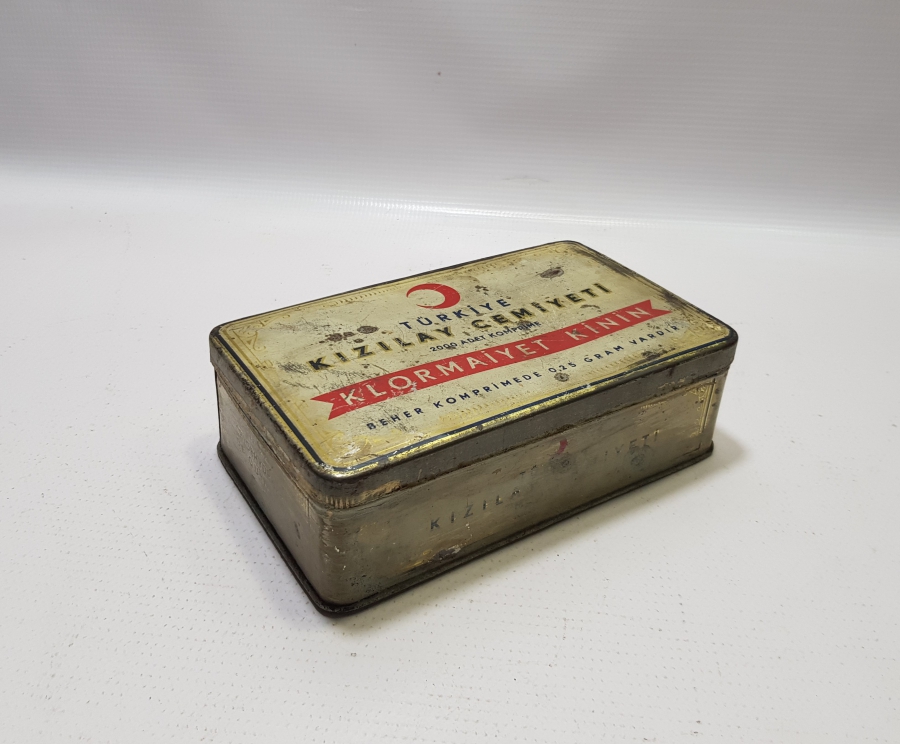 TÜRKİYE
KIZILAY CEMİYETİ
2000 ADET KOMPRİME
KLORMAİYET KİNİN
BEHER KOMPRİMEDE 0,25 GRAM VARDIR
KIZILA